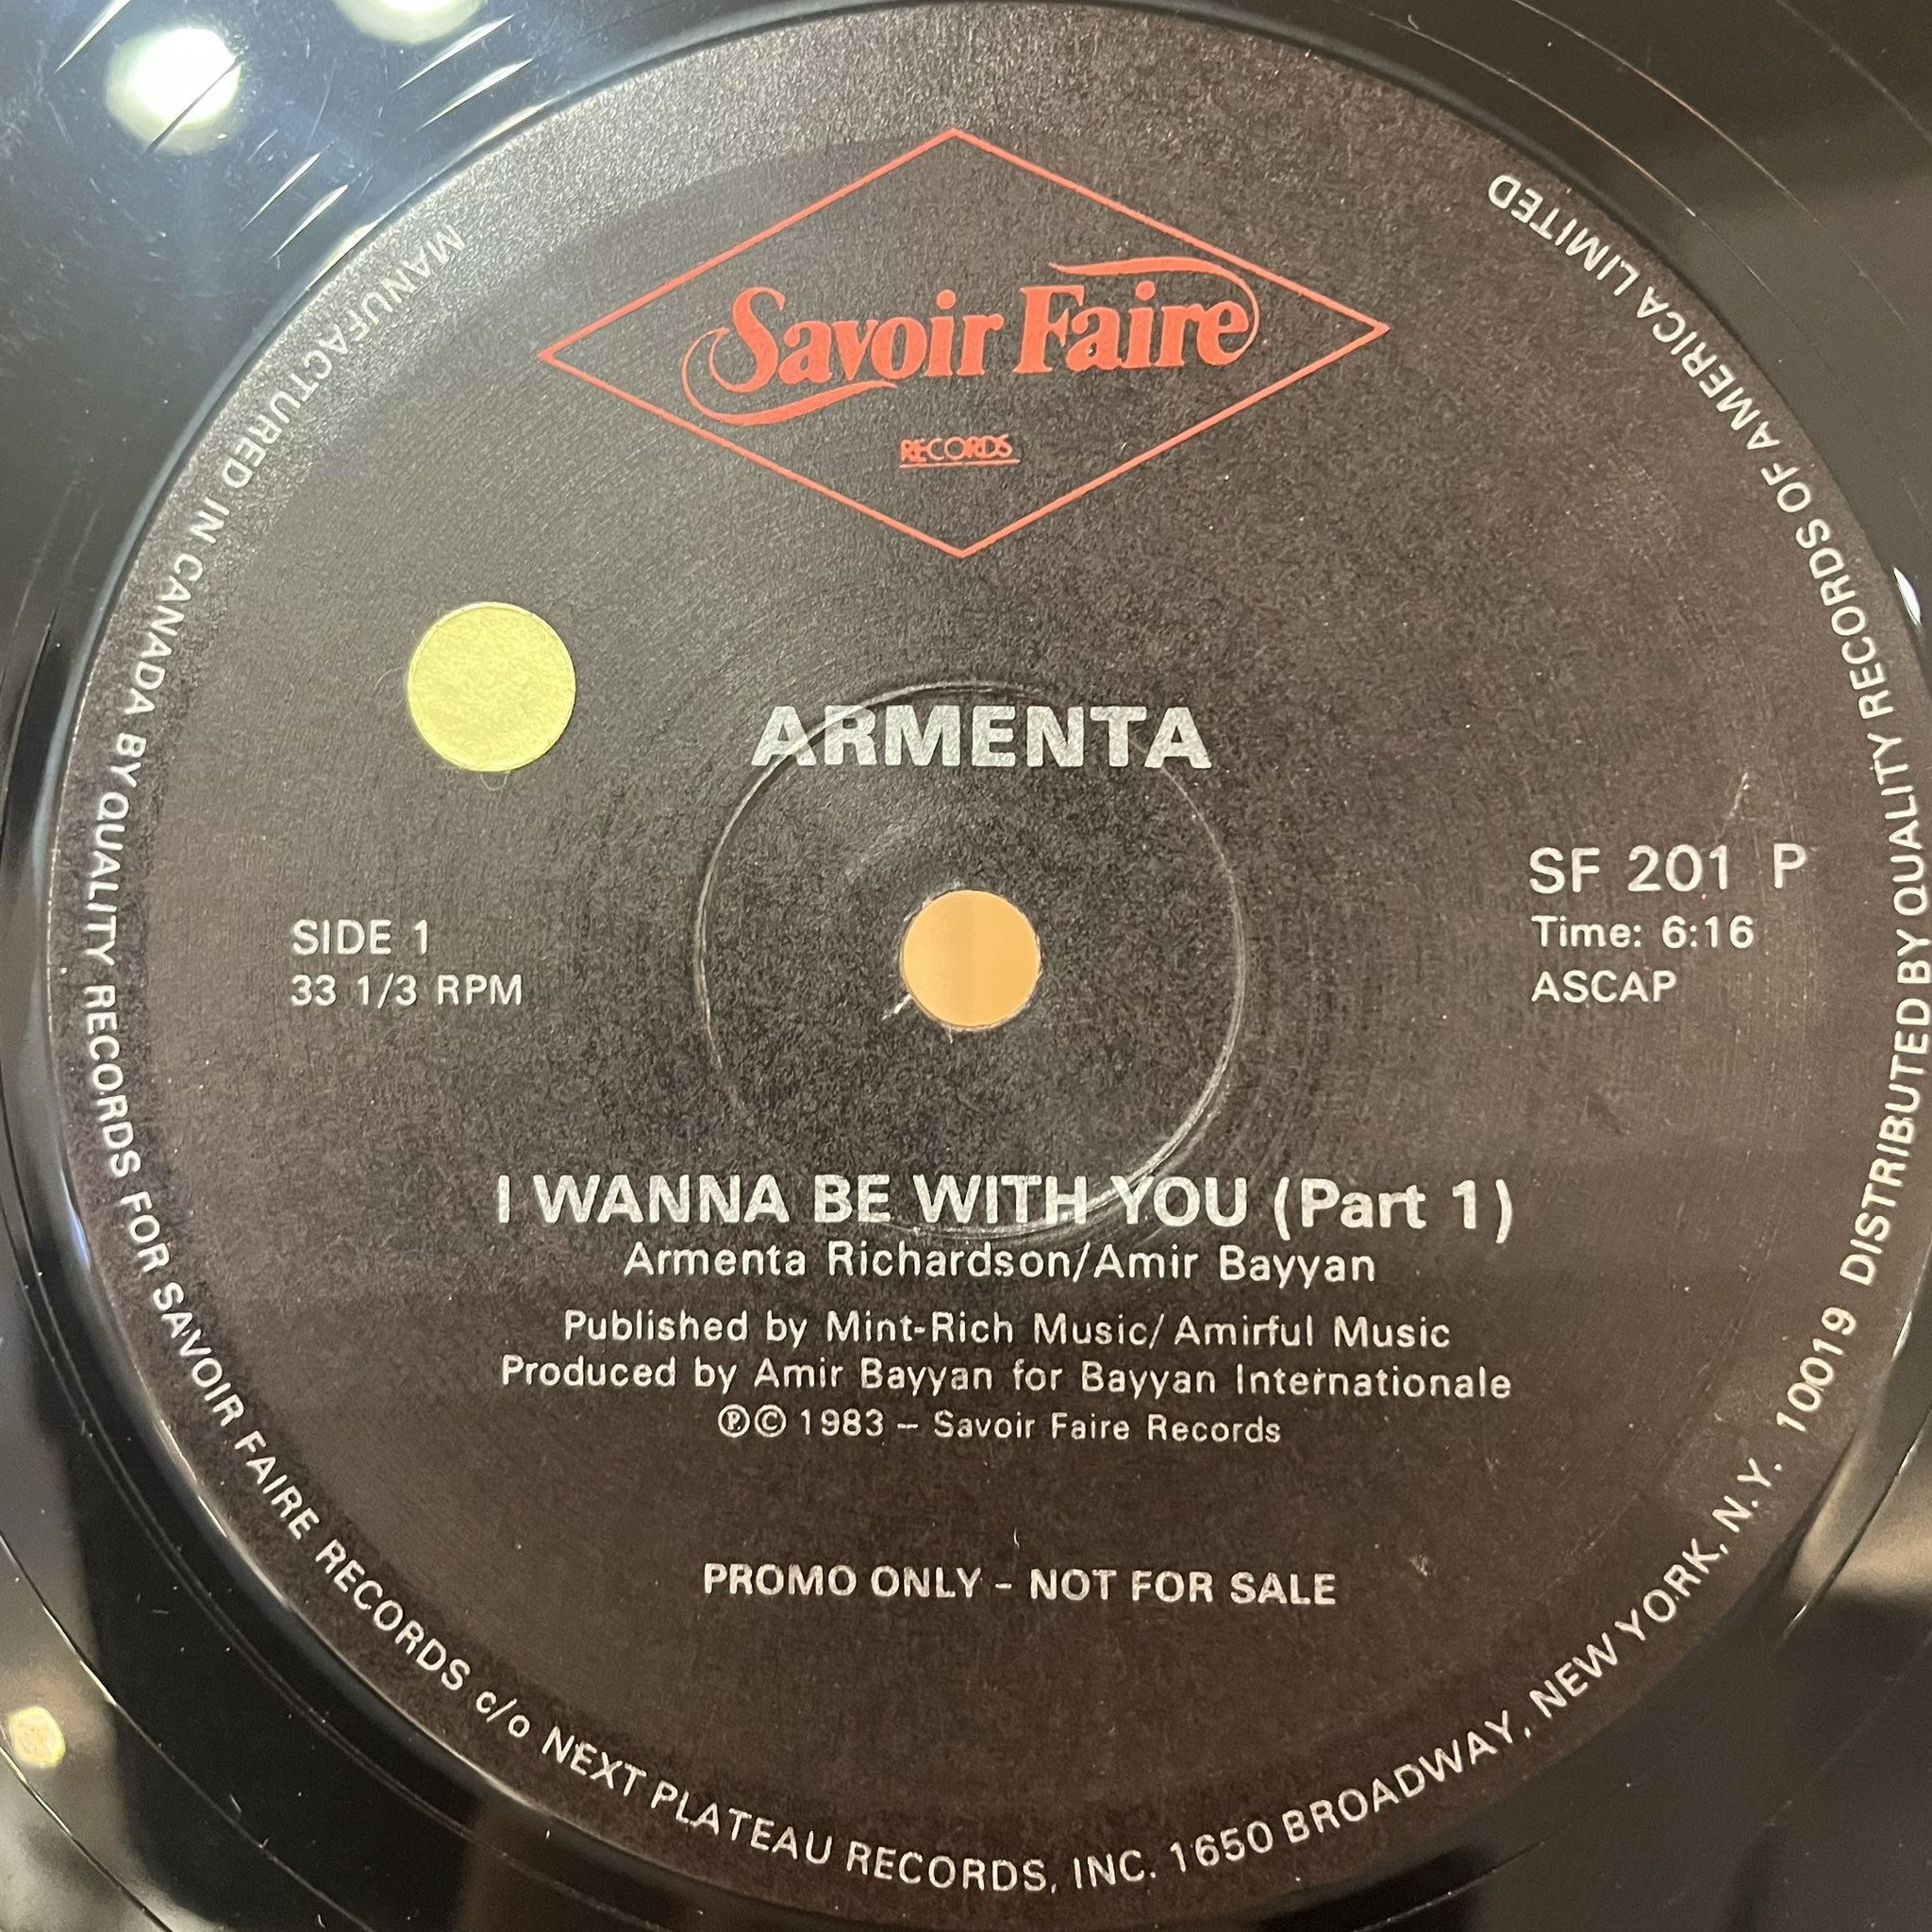 Savoir Faire
RECORDS
ARMENTA
SIDE 1
33 1/3 RPM
SF 201 P
Time: 6:16
ASCAP
I WANNA BE WITH YOU (Part 1)
Armenta Richardson/Amir Bayyan
Published by Mint-Rich Music/Amirful Music
Produced by Amir Bayyan for Bayyan Internationale
℗© 1983 – Savoir Faire Records
PROMO ONLY - NOT FOR SALE
MANUFACTURED IN CANADA BY QUALITY RECORDS FOR SAVOIR FAIRE RECORDS c/o NEXT PLATEAU RECORDS, INC. 1650 BROADWAY, NEW YORK, N.Y. 10019 DISTRIBUTED BY QUALITY RECORDS OF AMERICA LIMITED